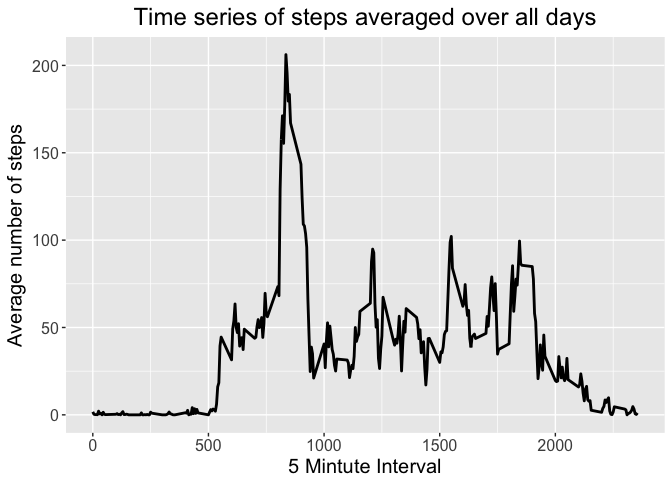 Time series of steps averaged over all days
Average number of steps
200
150
100
50
0
0 500 1000 1500 2000
5 Mintute Interval